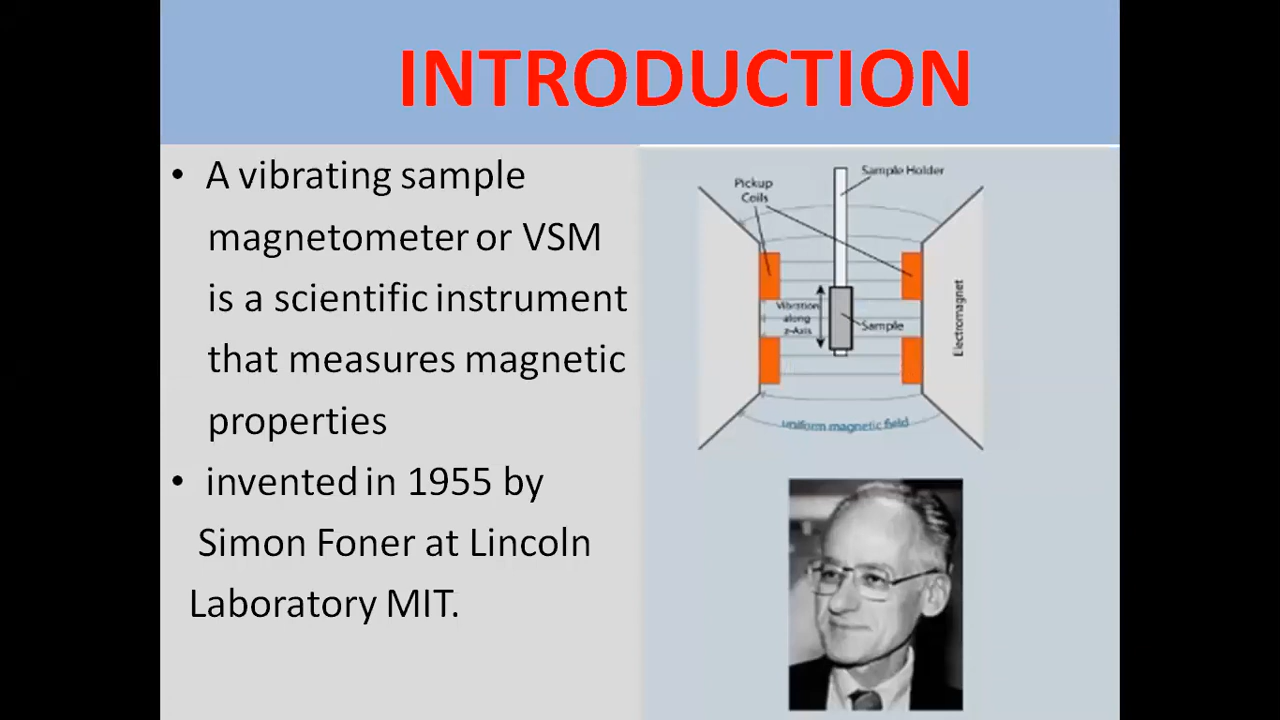 INTRODUCTION
• A vibrating sample
magnetometer or VSM
is a scientific instrument
that measures magnetic
properties
• invented in 1955 by
Simon Foner at Lincoln
Laboratory MIT.
Sample Holder
Pickup
Coils
Vibration
along
z-Axis
Sample
Electromagnet
uniform magnetic field